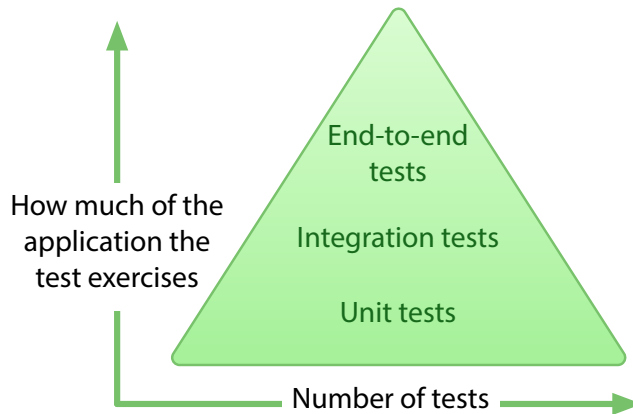 End-to-end
tests
How much of the
application the
test exercises
Integration tests
Unit tests
Number of tests